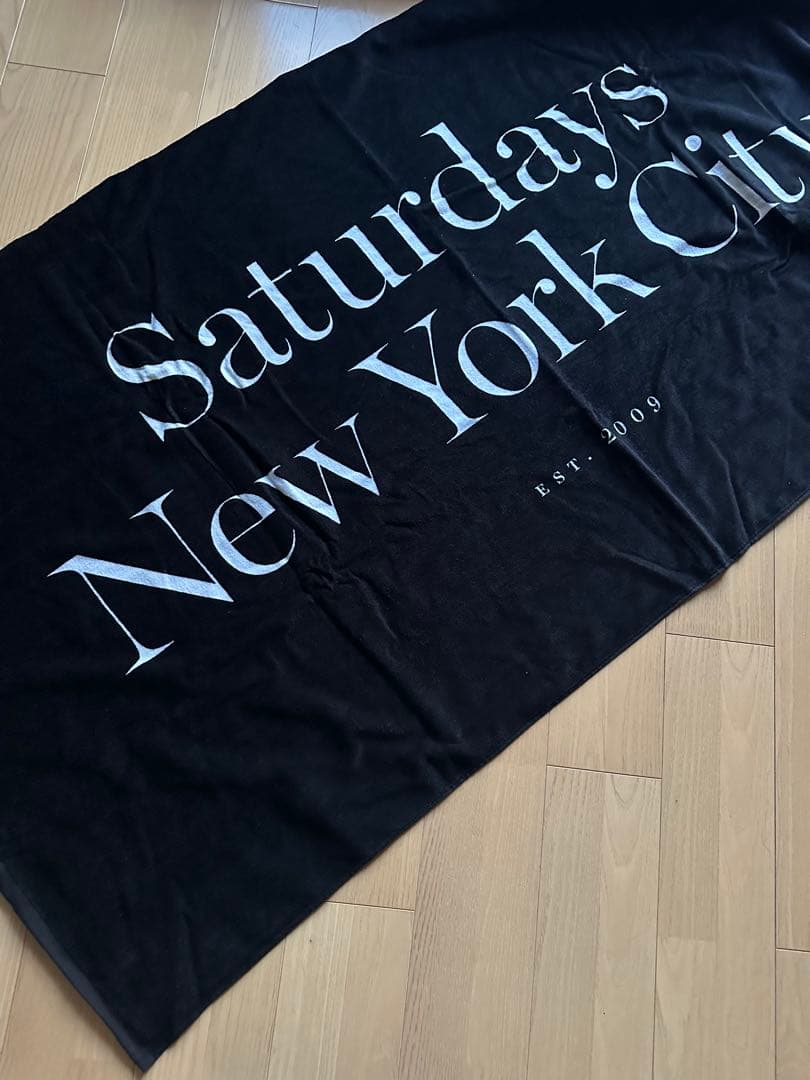 Saturdays
New York City
EST. 2009